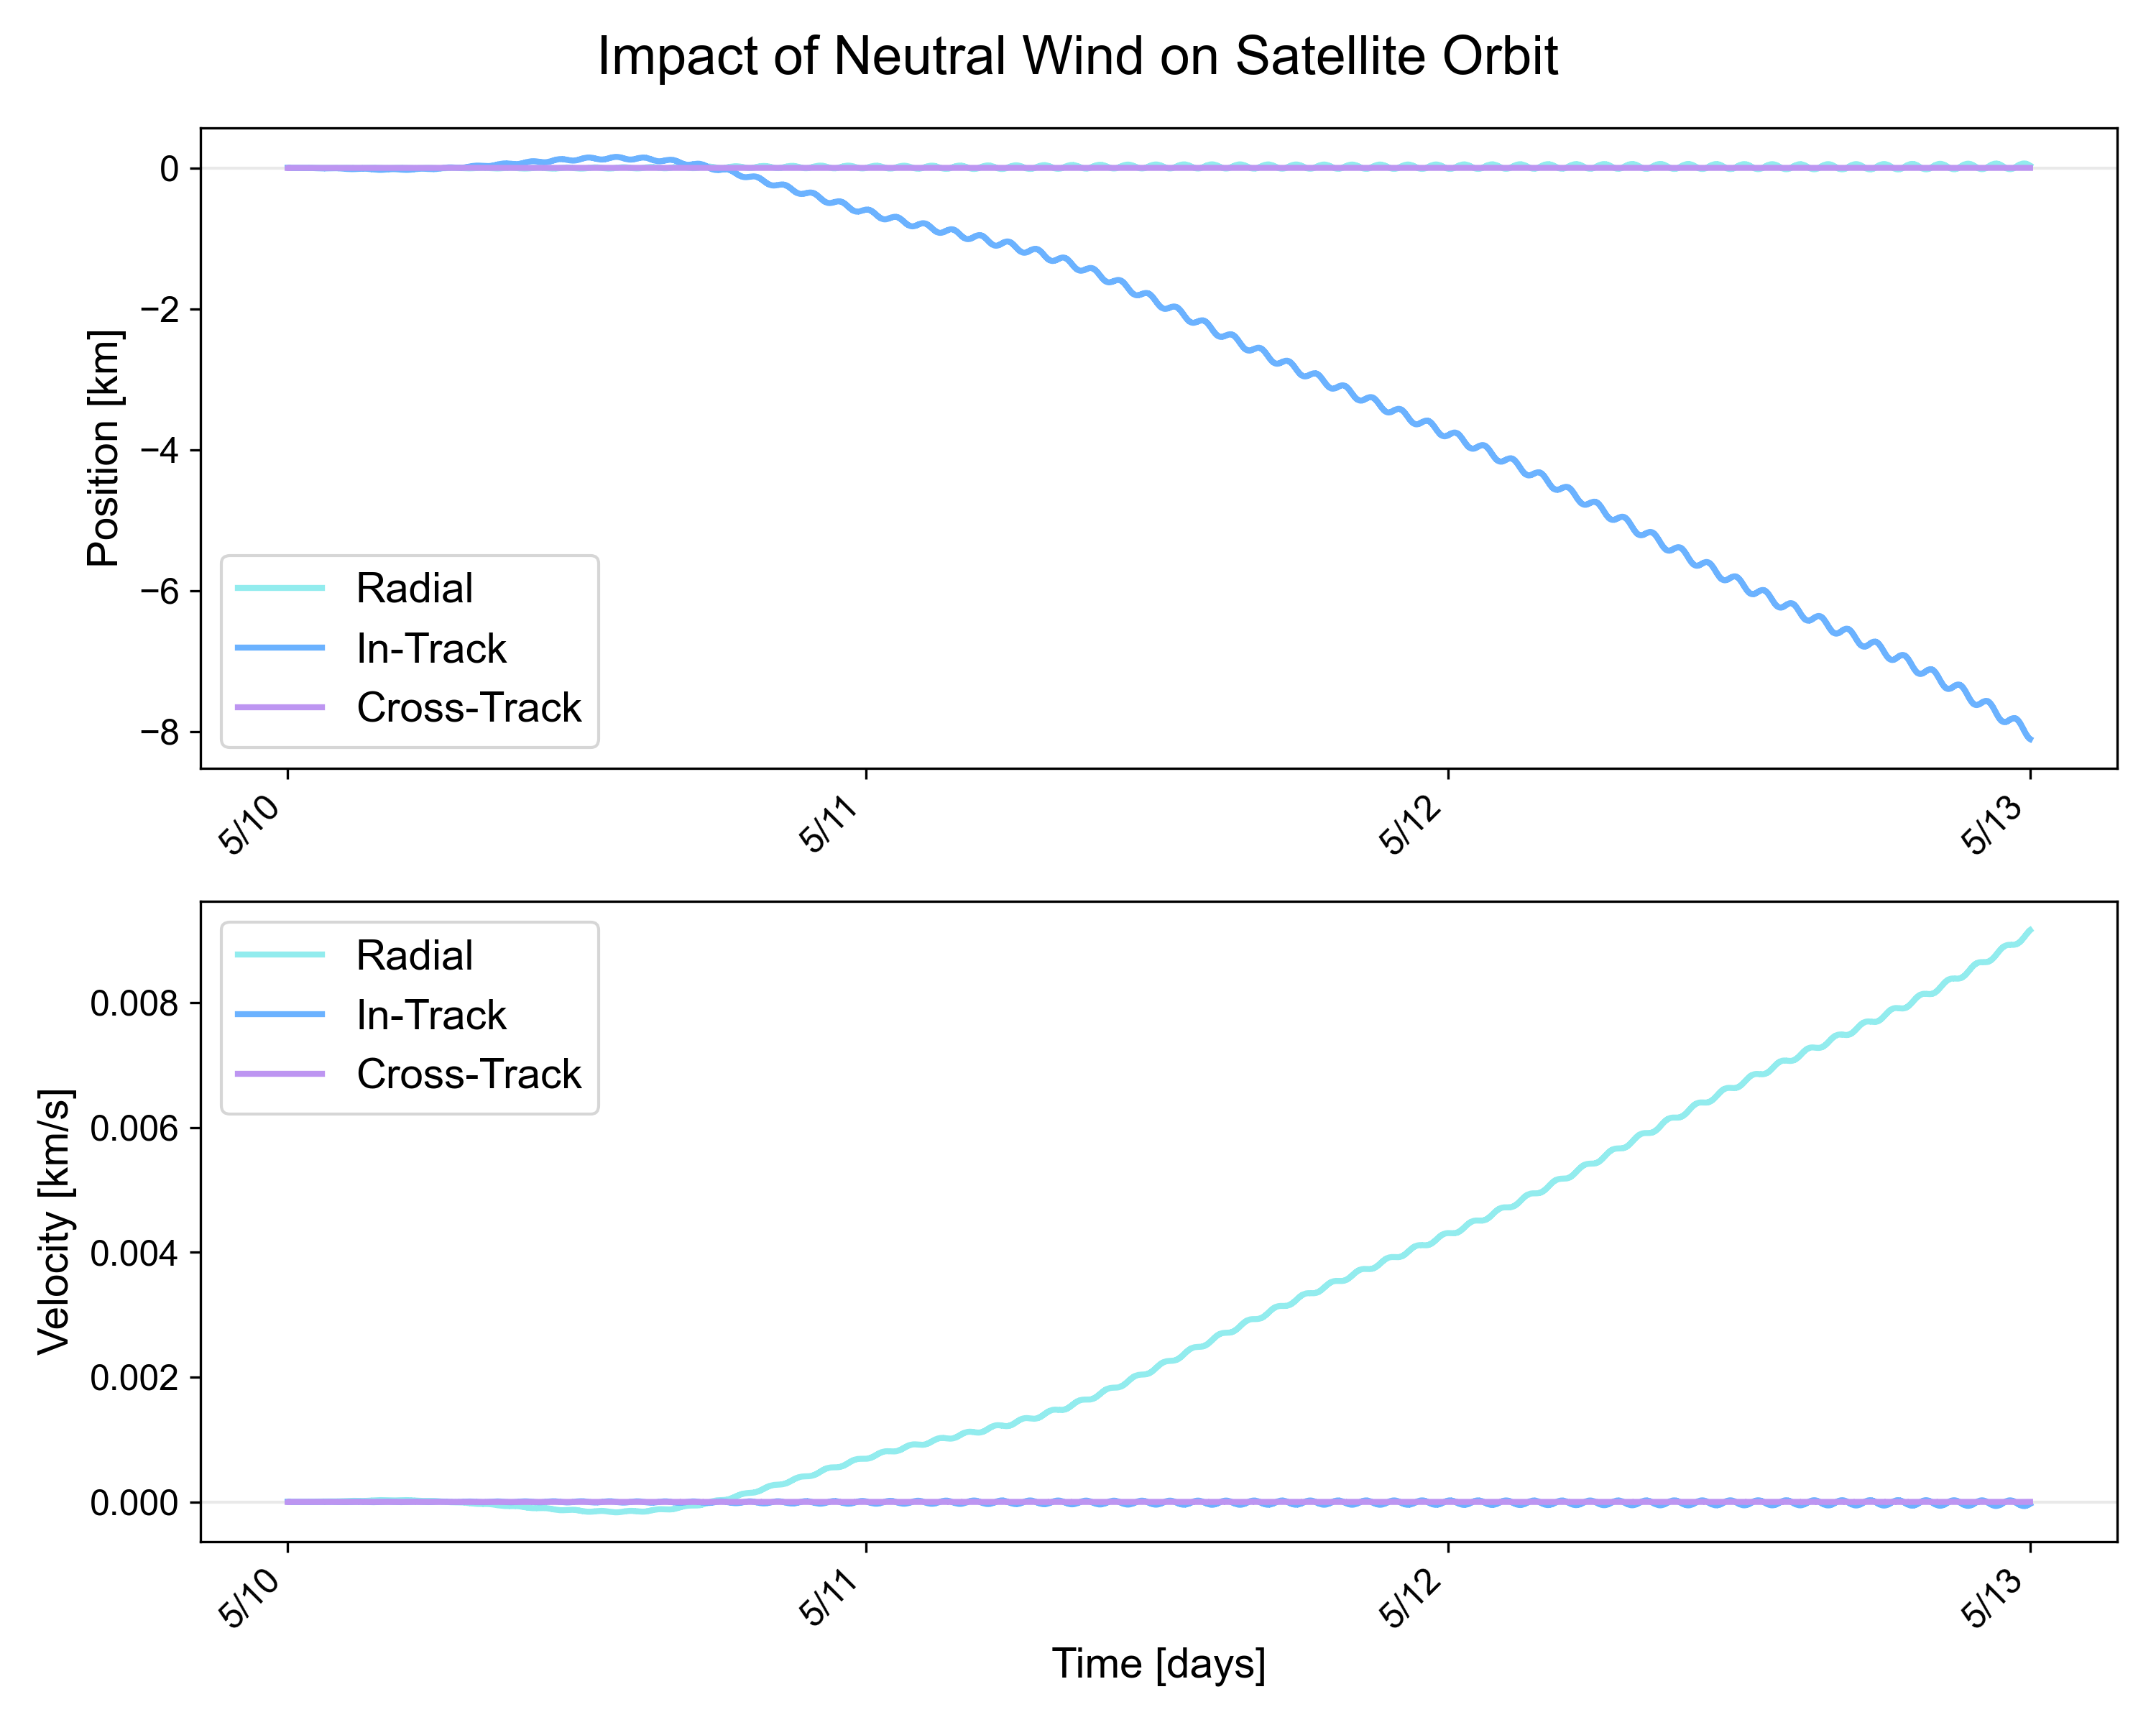 Impact of Neutral Wind on Satellite Orbit
Position [km]
0
−2
−4
−6
−8
Radial
In-Track
Cross-Track
5/10
5/11
5/12
5/13
Velocity [km/s]
0.008
0.006
0.004
0.002
0.000
Radial
In-Track
Cross-Track
5/10
5/11
5/12
5/13
Time [days]